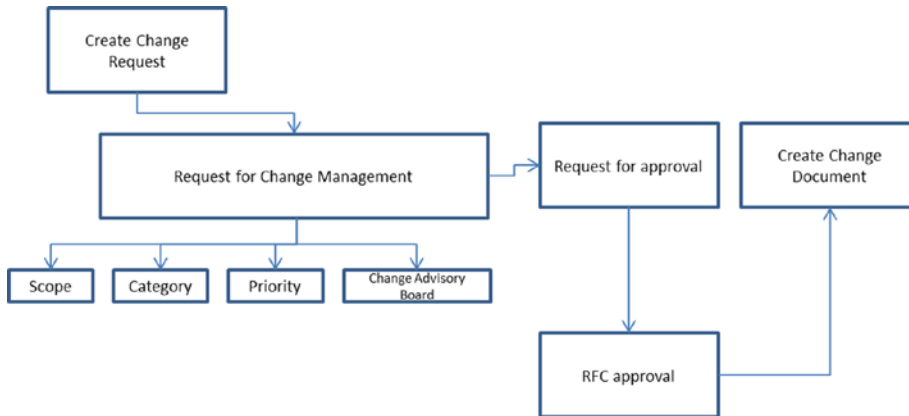 Create Change
Request
Request for Change Management
Request for approval
Create Change
Document
Scope
Category
Priority
Change Advisory
Board
RFC approval